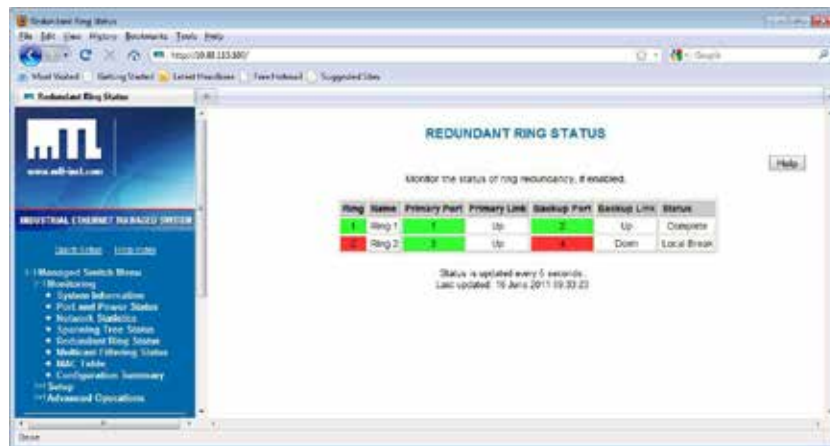 Redundant Ring Status
File Edit View History Bookmarks Tools Help
Google
Most Visited Getting Started Latest Headlines Free Hotmail Suggested Sites
Redundant Ring Status
MTL
www.mtl-inst.com
INDUSTRIAL ETHERNET MANAGED SWITCH
Managed Switch Menu
Monitoring
System Information
Port and Power Status
Network Statistics
Spanning Tree Status
Redundant Ring Status
Multicast Filtering Status
MAC Table
Configuration Summary
Setup
Advanced Operations
REDUNDANT RING STATUS
Help
Monitor the status of ring redundancy, if enabled.
Ring Name Primary Port Primary Link Backup Port Backup Link Status
1 Ring 1 1 Up 2 Up Complete
2 Ring 2 3 Up 4 Down Local Break
Status is updated every 5 seconds.
Last updated: 16 June 2011 09:33:23
Done